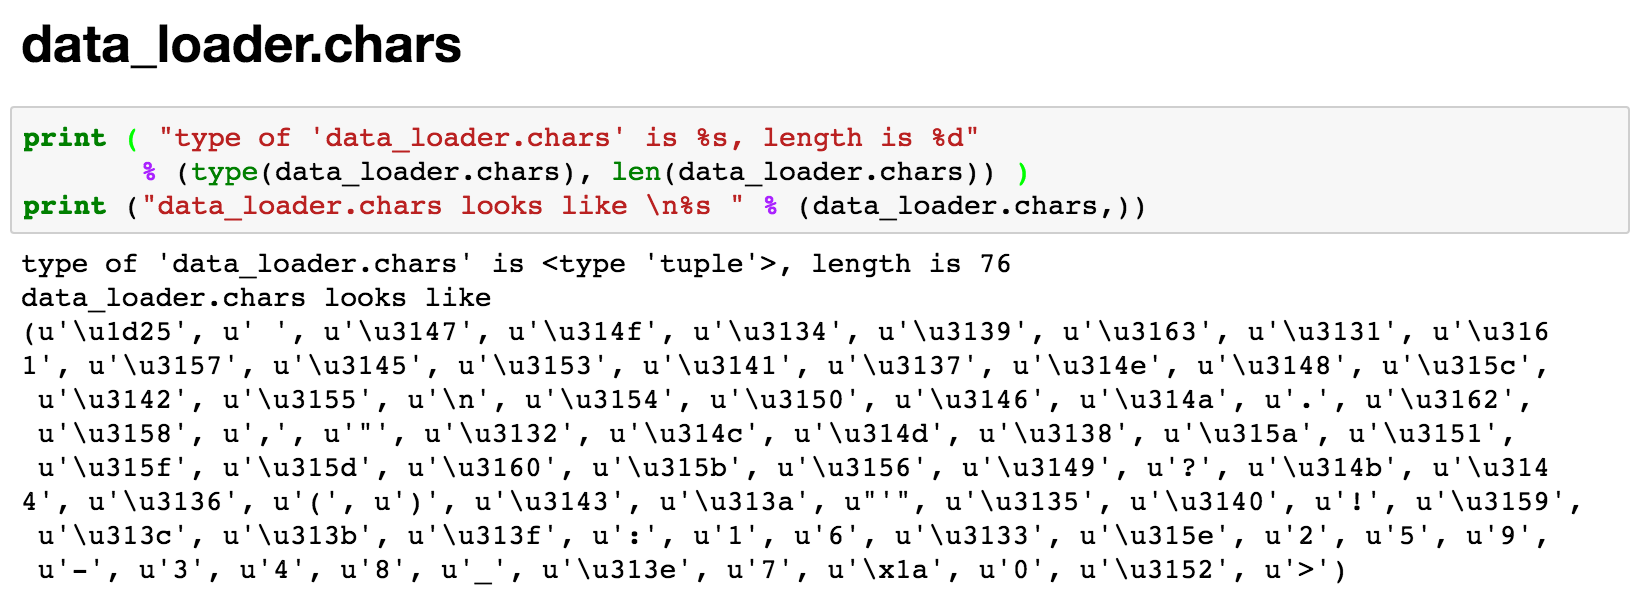 data_loader.chars
print ( "type of 'data_loader.chars' is %s, length is %d"
       % (type(data_loader.chars), len(data_loader.chars)) )
print ("data_loader.chars looks like \n%s " % (data_loader.chars,))
type of 'data_loader.chars' is <type 'tuple'>, length is 76
data_loader.chars looks like
(u'\u1d25', u' ', u'\u3147', u'\u314f', u'\u3134', u'\u3139', u'\u3163', u'\u3131', u'\u316
1', u'\u3157', u'\u3145', u'\u3153', u'\u3141', u'\u3137', u'\u314e', u'\u3148', u'\u315c',
 u'\u3142', u'\u3155', u'\n', u'\u3154', u'\u3150', u'\u3146', u'\u314a', u'.', u'\u3162',
 u'\u3158', u',', u'"', u'\u3132', u'\u314c', u'\u314d', u'\u3138', u'\u315a', u'\u3151',
 u'\u315f', u'\u315d', u'\u3160', u'\u315b', u'\u3156', u'\u3149', u'?', u'\u314b', u'\u314
4', u'\u3136', u'(', u')', u'\u3143', u'\u313a', u"'", u'\u3135', u'\u3140', u'!', u'\u3159',
 u'\u313c', u'\u313b', u'\u313f', u':', u'1', u'6', u'\u3133', u'\u315e', u'2', u'5', u'9',
 u'-', u'3', u'4', u'8', u'_', u'\u313e', u'7', u'\x1a', u'0', u'\u3152', u'>')